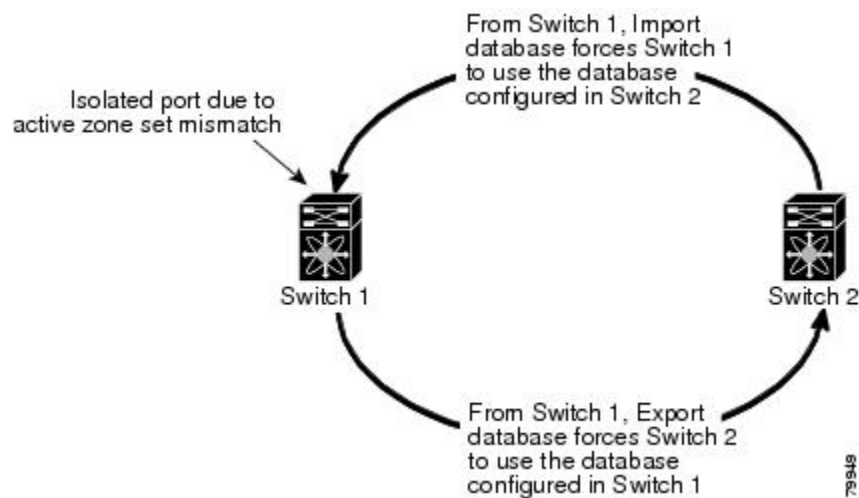 From Switch 1, Import
database forces Switch 1
to use the database
configured in Switch 2
Isolated port due to
active zone set mismatch
Switch 1
Switch 2
From Switch 1, Export
database forces Switch 2
to use the database
configured in Switch 1
79949